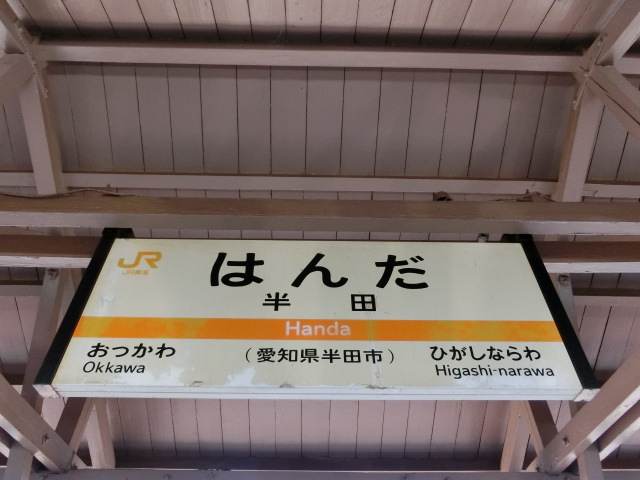 JR
JR東海
はんだ
半田
Handa
おっかわ
Okkawa
(愛知県半田市)
ひがしならわ
Higashi-narawa